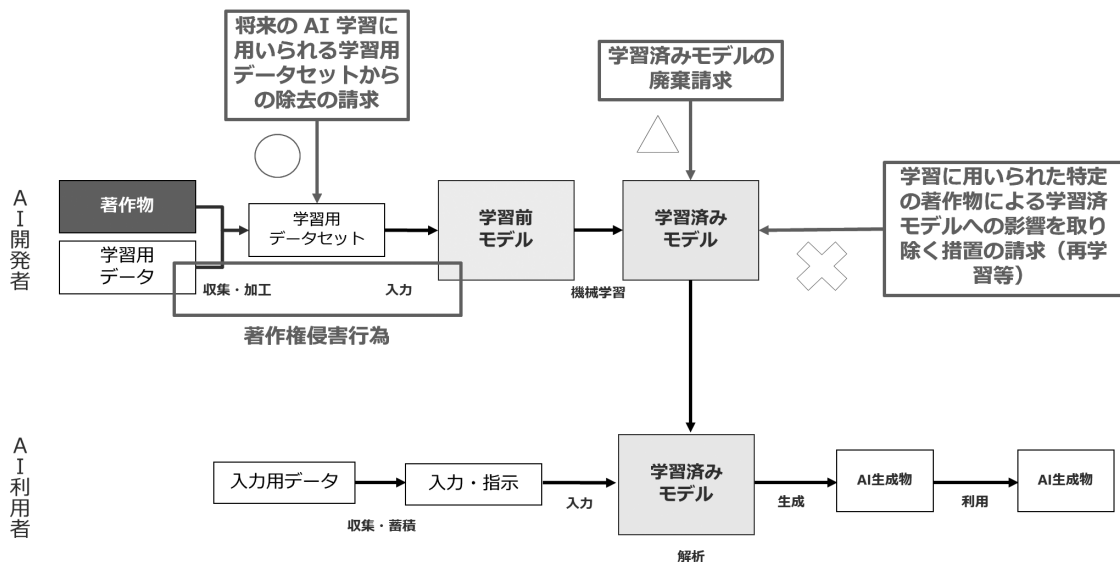 将来の AI 学習に
用いられる学習用
データセットから
の除去の請求
学習済みモデルの
廃棄請求
学習に用いられた特定
の著作物による学習済
モデルへの影響を取り
除く措置の請求（再学
習等）
AI開発者
著作物
学習用
データ
学習用
データセット
学習前
モデル
学習済み
モデル
収集・加工
入力
機械学習
著作権侵害行為
AI利用者
入力用データ
入力・指示
学習済み
モデル
AI生成物
AI生成物
収集・蓄積
入力
生成
利用
解析